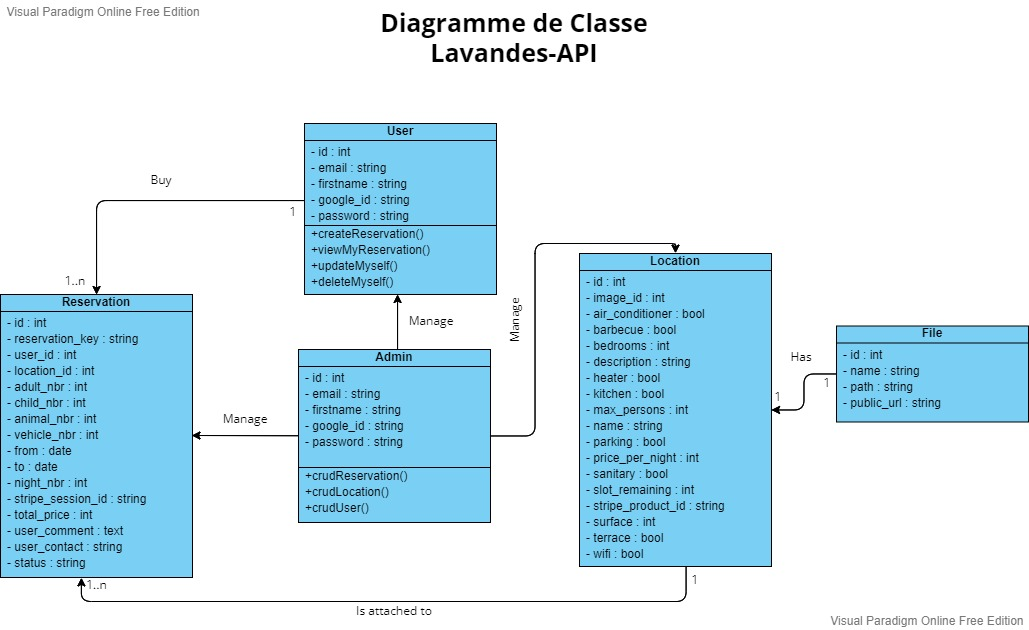 Visual Paradigm Online Free Edition
Diagramme de Classe
Lavandes-API
User
- id : int
- email : string
- firstname : string
- google_id : string
- password : string
+createReservation()
+viewMyReservation()
+updateMyself()
+deleteMyself()
Buy
1
1..n
Reservation
- id : int
- reservation_key : string
- user_id : int
- location_id : int
- adult_nbr : int
- child_nbr : int
- animal_nbr : int
- vehicle_nbr : int
- from : date
- to : date
- night_nbr : int
- stripe_session_id : string
- total_price : int
- user_comment : text
- user_contact : string
- status : string
Manage
Manage
Manage
Admin
- id : int
- email : string
- firstname : string
- google_id : string
- password : string
+crudReservation()
+crudLocation()
+crudUser()
Location
- id : int
- image_id : int
- air_conditioner : bool
- barbecue : bool
- bedrooms : int
- description : string
- heater : bool
- kitchen : bool
- max_persons : int
- name : string
- parking : bool
- price_per_night : int
- sanitary : bool
- slot_remaining : int
- stripe_product_id : string
- surface : int
- terrace : bool
- wifi : bool
Has
1
1
File
- id : int
- name : string
- path : string
- public_url : string
1..n
1
Is attached to
Visual Paradigm Online Free Edition